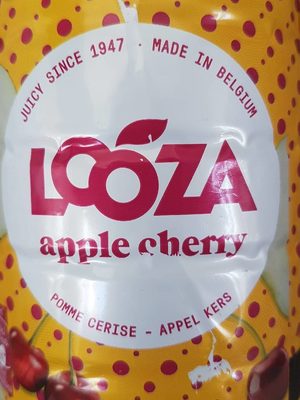 JUICY SINCE 1947 · MADE IN BELGIUM
LOOZA
apple cherry
POMME CERISE - APPEL KERS